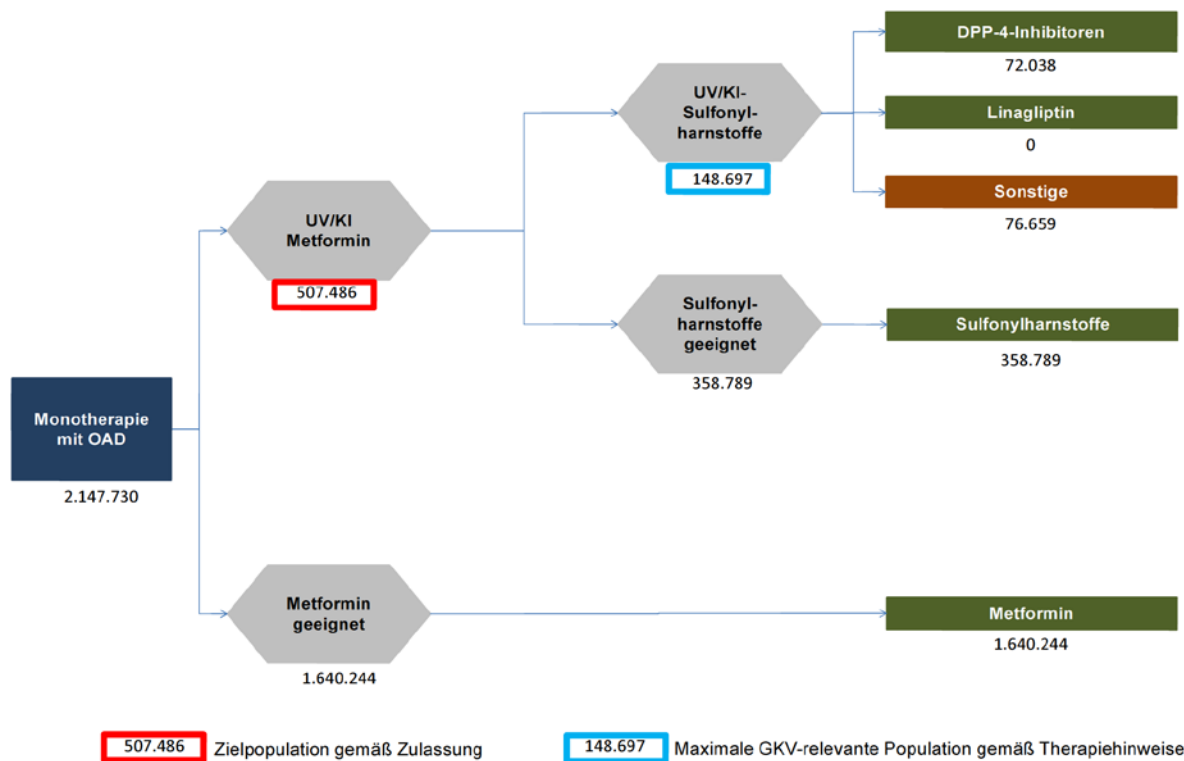 DPP-4-Inhibitoren
72.038
UV/KI-
Sulfonyl-
harnstoffe
148.697
Linagliptin
0
Sonstige
76.659
UV/KI
Metformin
507.486
Sulfonyl-
harnstoffe
geeignet
358.789
Sulfonylharnstoffe
358.789
Monotherapie
mit OAD
2.147.730
Metformin
geeignet
1.640.244
Metformin
1.640.244
507.486 Zielpopulation gemäß Zulassung
148.697 Maximale GKV-relevante Population gemäß Therapiehinweise